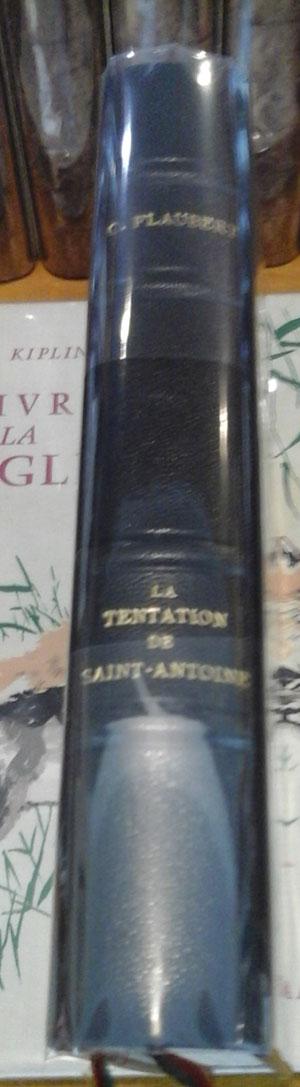 G. FLAUBERT
LA
TENTATION
DE
SAINT-ANTOINE
KIPLIN
IVR
LA
GL